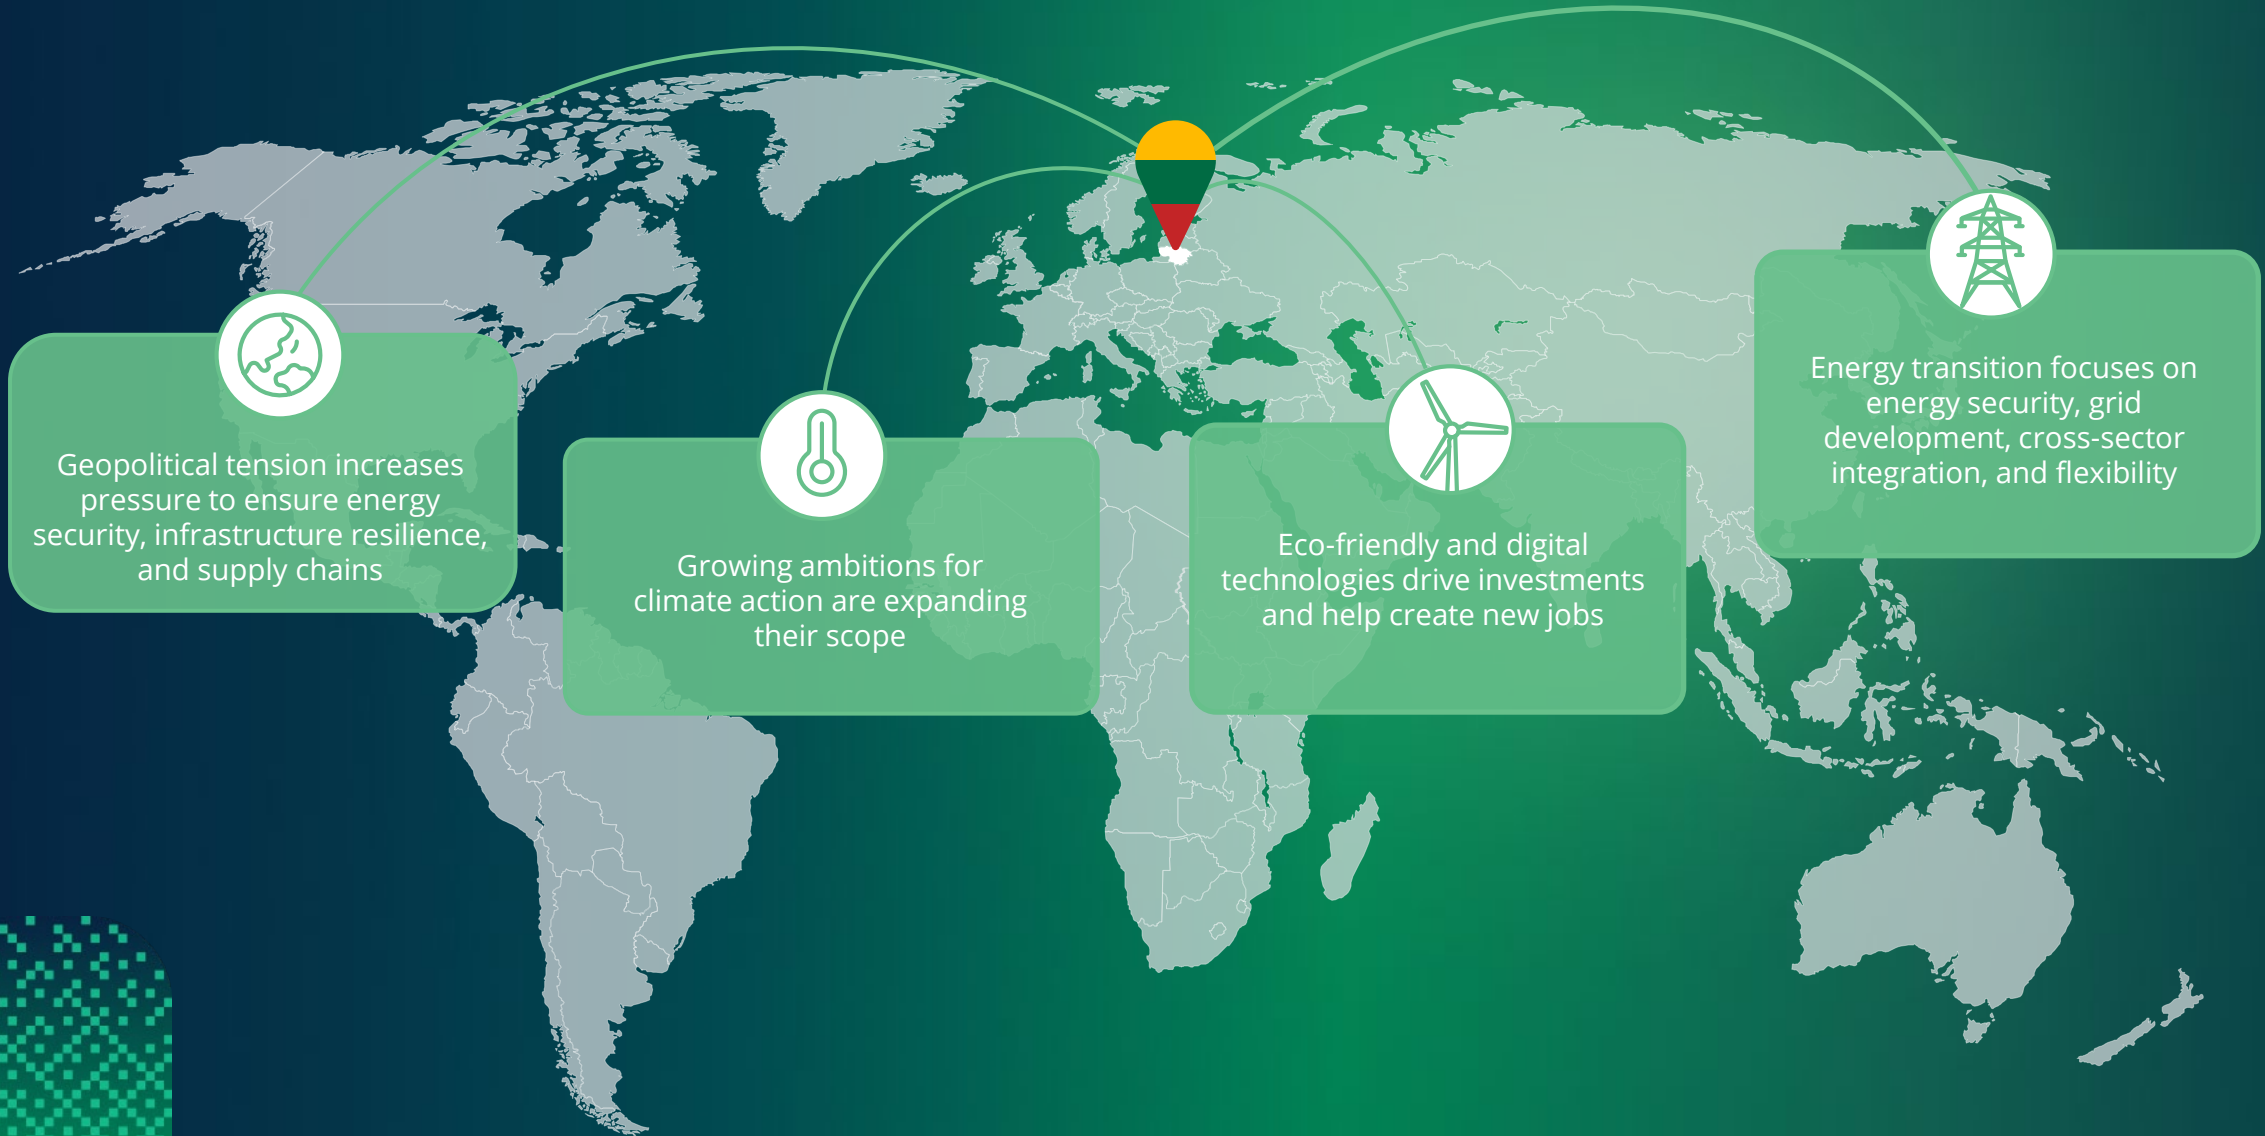 Geopolitical tension increases
pressure to ensure energy
security, infrastructure resilience,
and supply chains
Growing ambitions for
climate action are expanding
their scope
Eco-friendly and digital
technologies drive investments
and help create new jobs
Energy transition focuses on
energy security, grid
development, cross-sector
integration, and flexibility